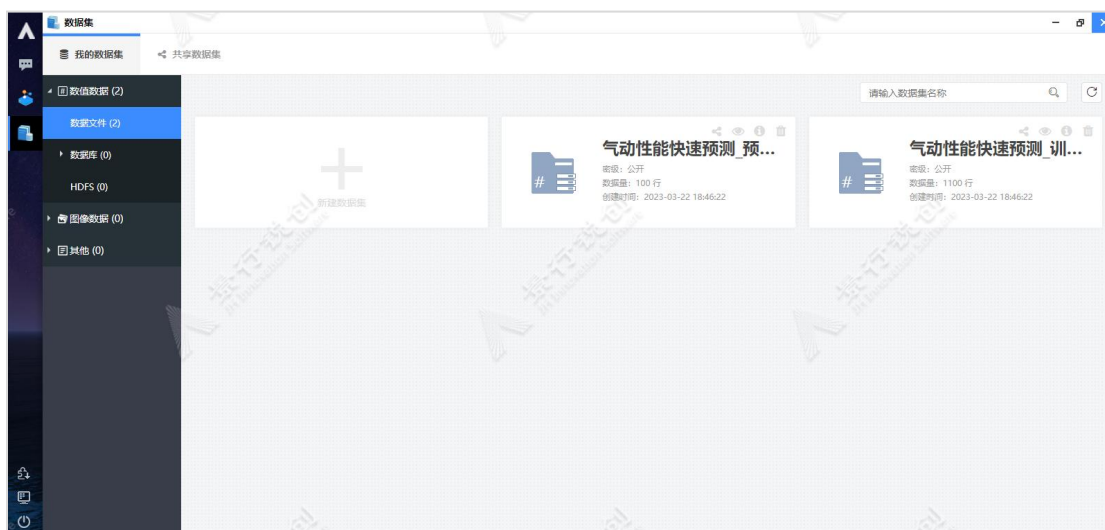 数据集
我的数据集
共享数据集
数值数据 (2)
数据文件 (2)
数据库 (0)
HDFS (0)
图像数据 (0)
其他 (0)
请输入数据集名称
新建数据集
气动性能快速预测_预...
密级：公开
数据量：100 行
创建时间：2023-03-22 18:46:22
气动性能快速预测_训...
密级：公开
数据量：1100 行
创建时间：2023-03-22 18:46:22